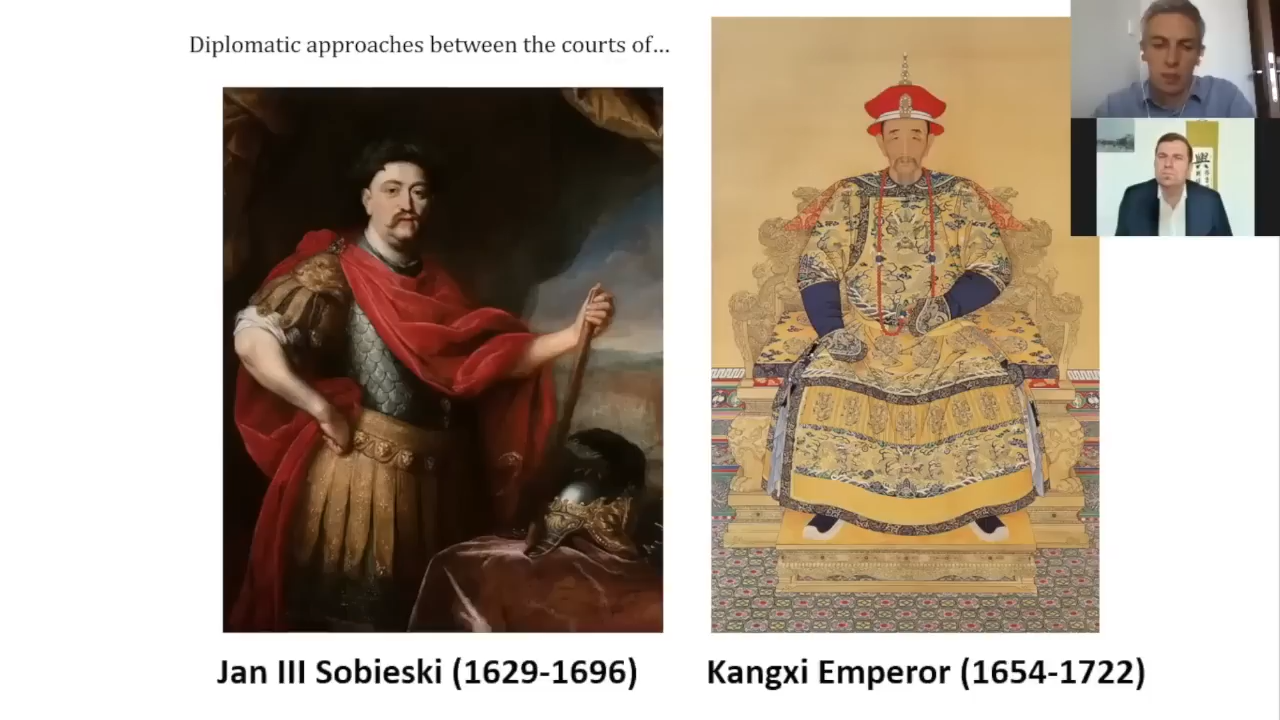 Diplomatic approaches between the courts of…
Jan III Sobieski (1629-1696)
Kangxi Emperor (1654-1722)